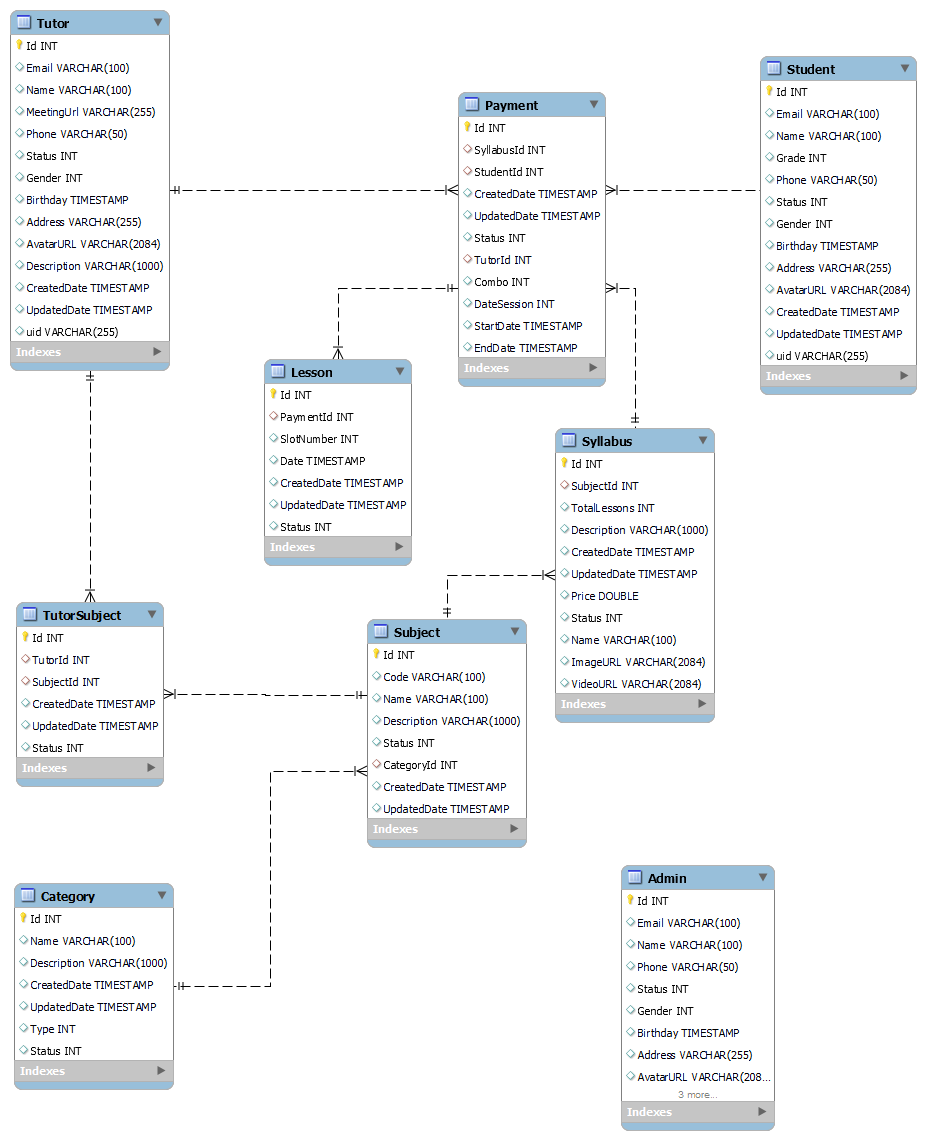 Tutor
Id INT
Email VARCHAR(100)
Name VARCHAR(100)
MeetingUrl VARCHAR(255)
Phone VARCHAR(50)
Status INT
Gender INT
Birthday TIMESTAMP
Address VARCHAR(255)
AvatarURL VARCHAR(2084)
Description VARCHAR(1000)
CreatedDate TIMESTAMP
UpdatedDate TIMESTAMP
uid VARCHAR(255)
Indexes
Payment
Id INT
SyllabusId INT
StudentId INT
CreatedDate TIMESTAMP
UpdatedDate TIMESTAMP
Status INT
TutorId INT
Combo INT
DateSession INT
StartDate TIMESTAMP
EndDate TIMESTAMP
Indexes
Student
Id INT
Email VARCHAR(100)
Name VARCHAR(100)
Grade INT
Phone VARCHAR(50)
Status INT
Gender INT
Birthday TIMESTAMP
Address VARCHAR(255)
AvatarURL VARCHAR(2084)
CreatedDate TIMESTAMP
UpdatedDate TIMESTAMP
uid VARCHAR(255)
Indexes
Lesson
Id INT
PaymentId INT
SlotNumber INT
Date TIMESTAMP
CreatedDate TIMESTAMP
UpdatedDate TIMESTAMP
Status INT
Indexes
Syllabus
Id INT
SubjectId INT
TotalLessons INT
Description VARCHAR(1000)
CreatedDate TIMESTAMP
UpdatedDate TIMESTAMP
Price DOUBLE
Status INT
Name VARCHAR(100)
ImageURL VARCHAR(2084)
VideoURL VARCHAR(2084)
Indexes
TutorSubject
Id INT
TutorId INT
SubjectId INT
CreatedDate TIMESTAMP
UpdatedDate TIMESTAMP
Status INT
Indexes
Subject
Id INT
Code VARCHAR(100)
Name VARCHAR(100)
Description VARCHAR(1000)
Status INT
CategoryId INT
CreatedDate TIMESTAMP
UpdatedDate TIMESTAMP
Indexes
Category
Id INT
Name VARCHAR(100)
Description VARCHAR(1000)
CreatedDate TIMESTAMP
UpdatedDate TIMESTAMP
Type INT
Status INT
Indexes
Admin
Id INT
Email VARCHAR(100)
Name VARCHAR(100)
Phone VARCHAR(50)
Status INT
Gender INT
Birthday TIMESTAMP
Address VARCHAR(255)
AvatarURL VARCHAR(208...
3 more...
Indexes